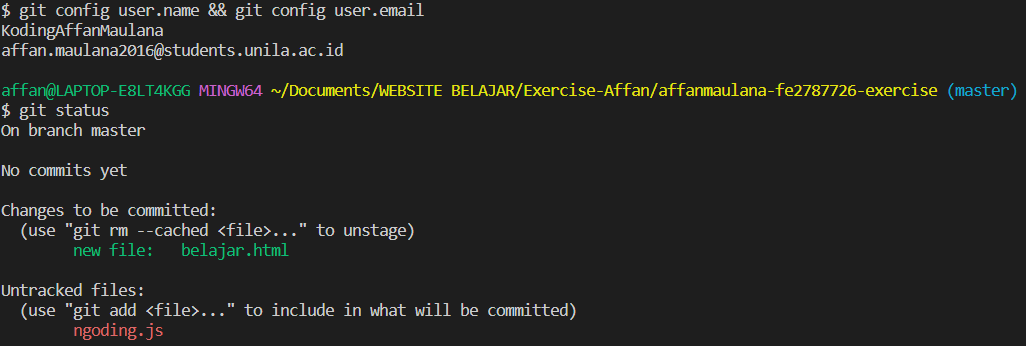 $ git config user.name && git config user.email
KodingAffanMaulana
affan.maulana2016@students.unila.ac.id
affan@LAPTOP-E8LT4KGG MINGW64 ~/Documents/WEBSITE BELAJAR/Exercise-Affan/affanmaulana-fe2787726-exercise (master)
$ git status
On branch master
No commits yet
Changes to be committed:
  (use "git rm --cached <file>..." to unstage)
        new file:   belajar.html
Untracked files:
  (use "git add <file>..." to include in what will be committed)
        ngoding.js